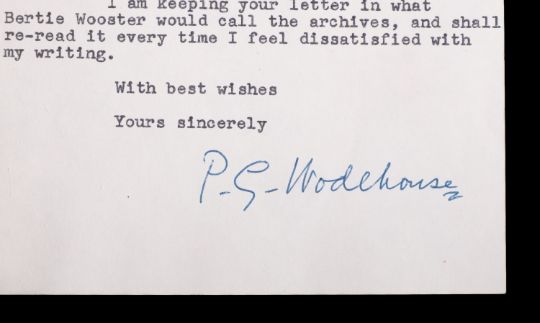 I am keeping your letter in what
Bertie Wooster would call the archives, and shall
re-read it every time I feel dissatisfied with
my writing.
With best wishes
Yours sincerely
P. G. Wodehouse